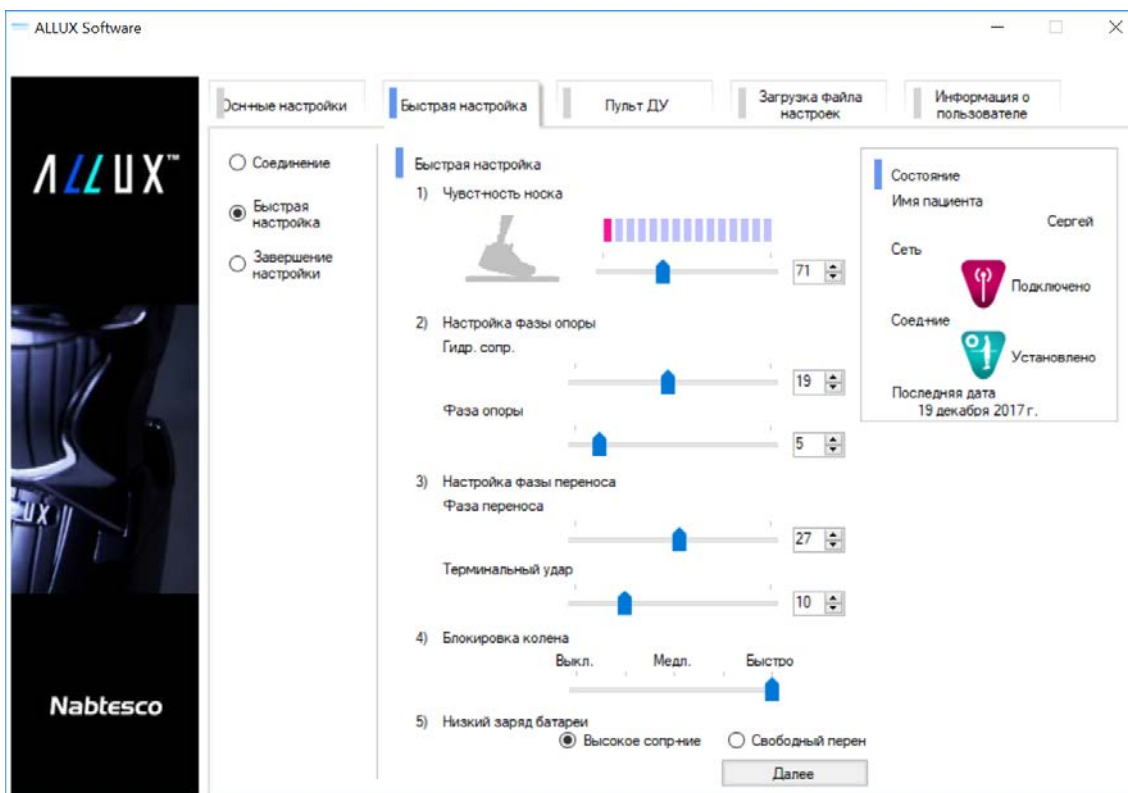 ALLUX Software
ALLUX™
UX
Nabtesco
Осн-ные настройки
Быстрая настройка
Пульт ДУ
Загрузка файла
настроек
Информация о
пользователе
Соединение
Быстрая
настройка
Завершение
настройки
Быстрая настройка
1) Чувст-ность носка
71
2) Настройка фазы опоры
Гидр. сопр.
19
Фаза опоры
5
3) Настройка фазы переноса
Фаза переноса
27
Терминальный удар
10
4) Блокировка колена
Выкл. Медл. Быстро
5) Низкий заряд батареи
Высокое сопр-ние Свободный перен
Далее
Состояние
Имя пациента
Сергей
Сеть
Подключено
Соед-ние
Установлено
Последняя дата
19 декабря 2017 г.